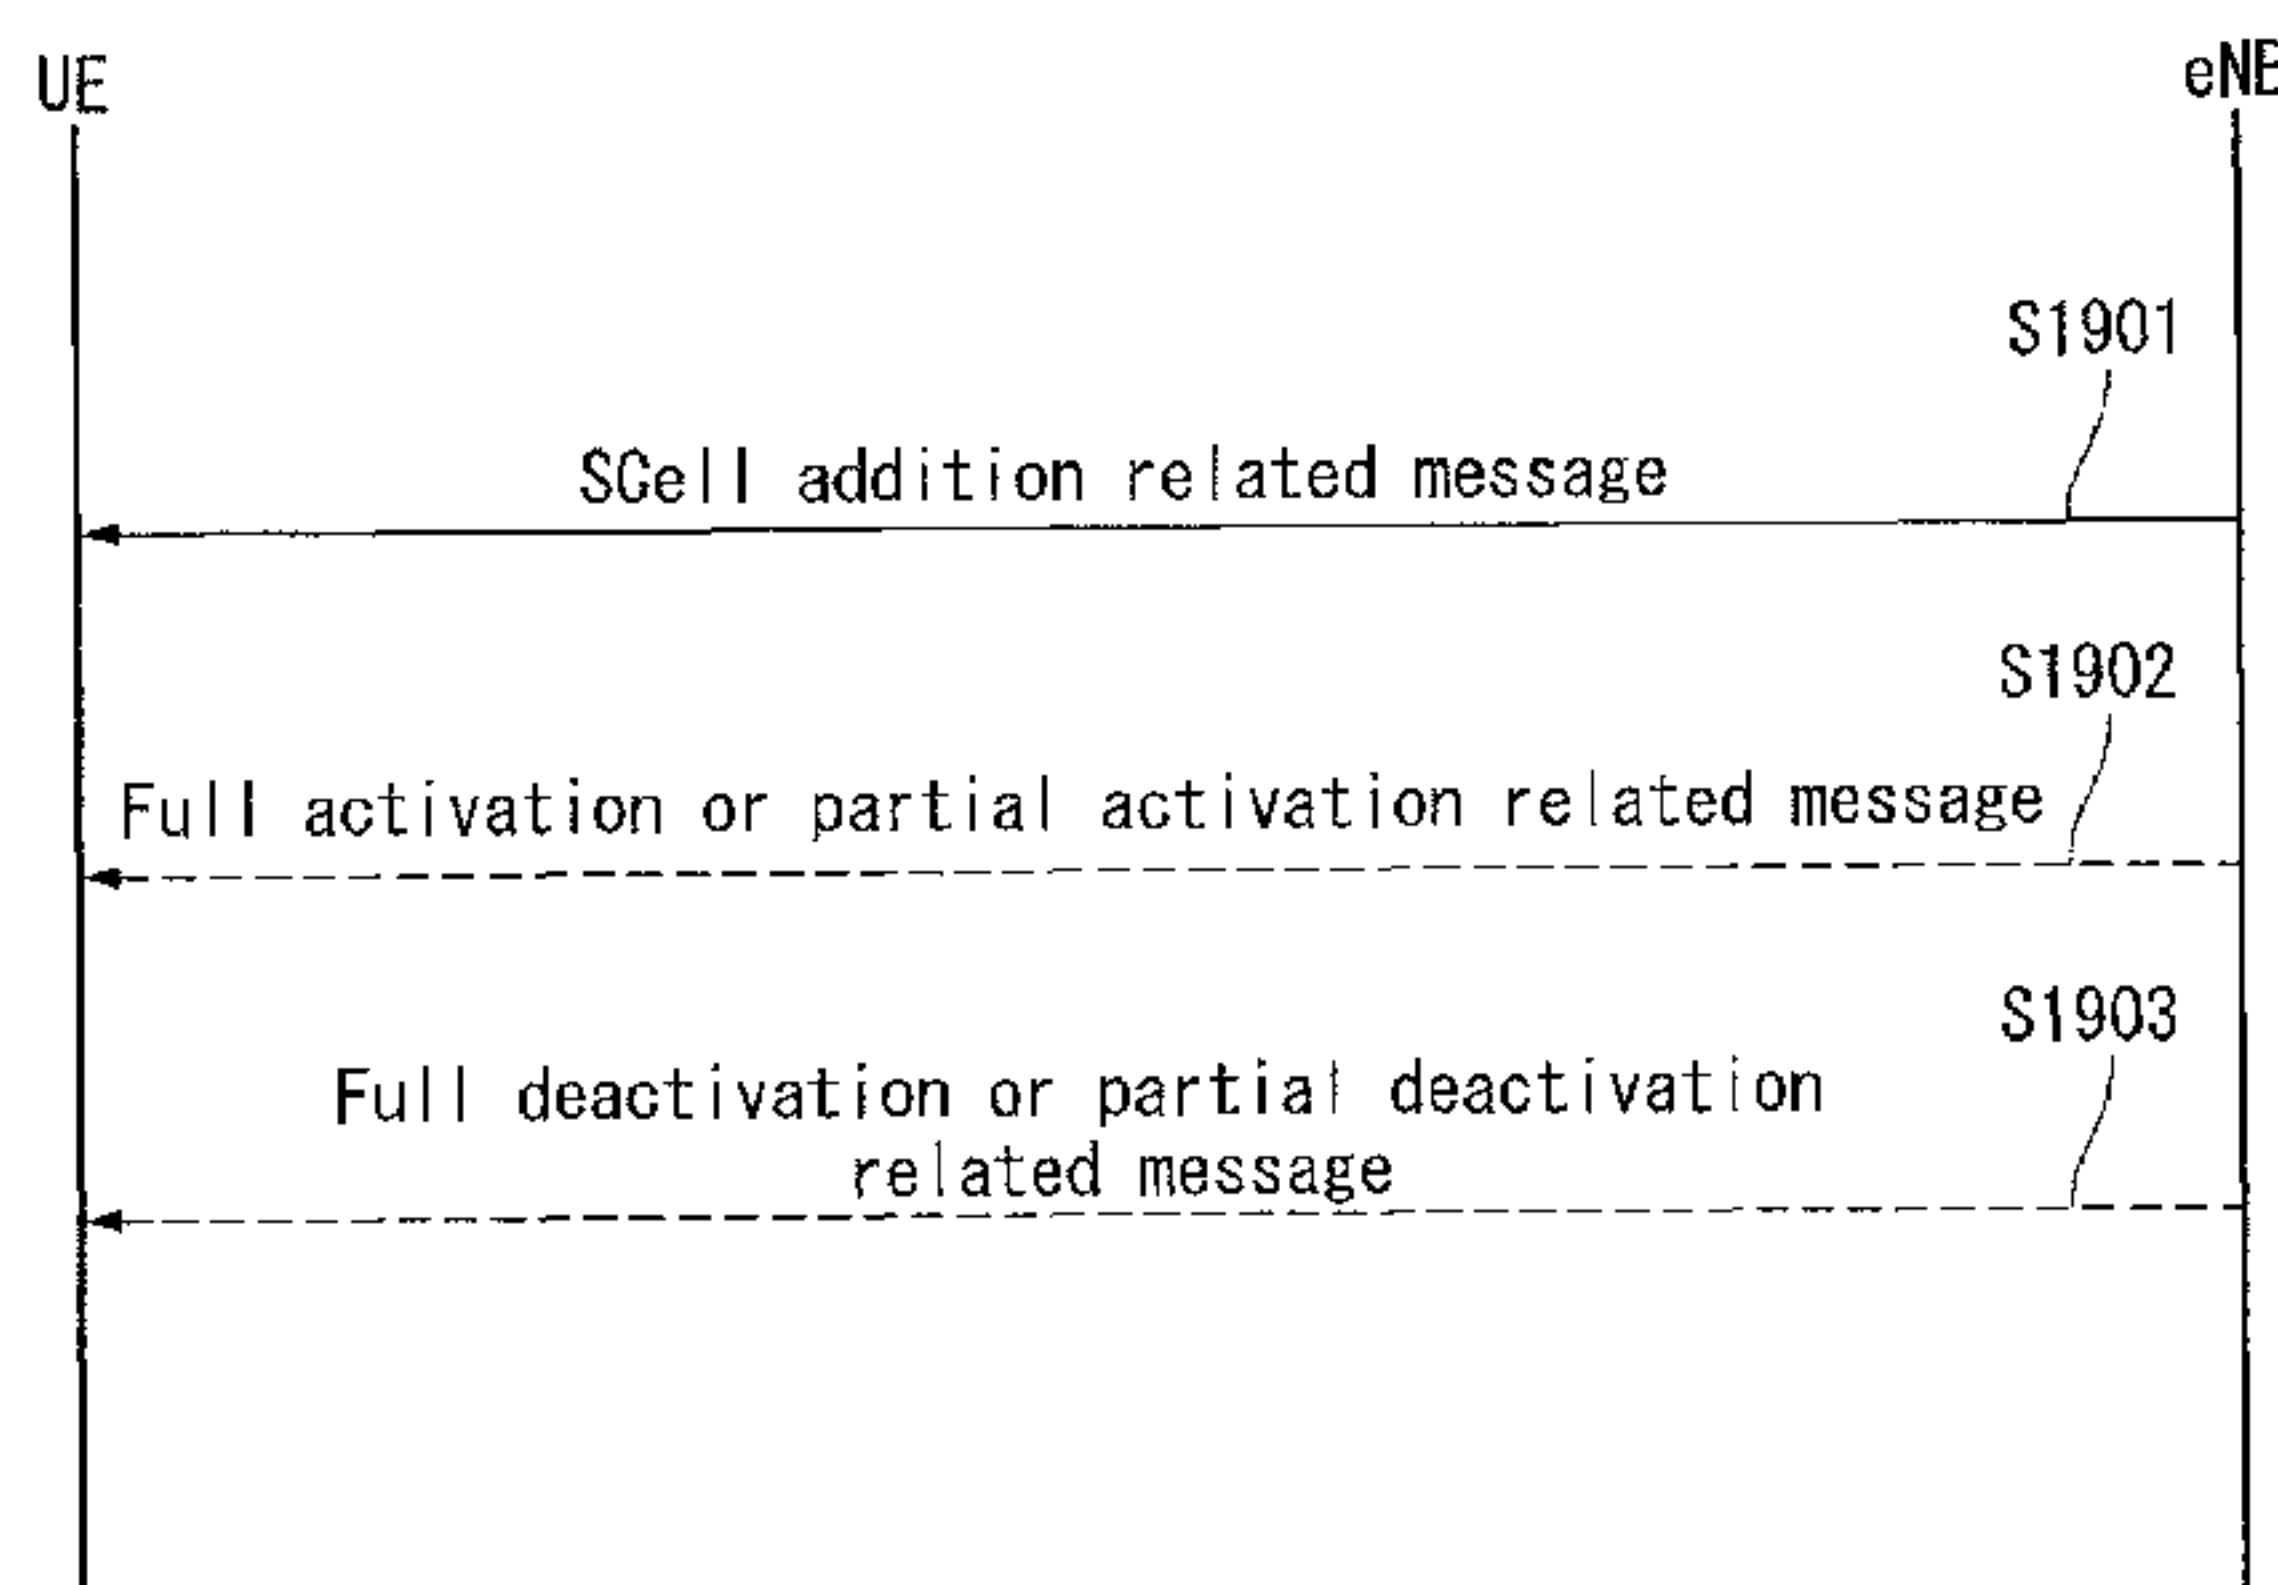 UE
eNB
S1901
SCell addition related message
S1902
Full activation or partial activation related message
S1903
Full deactivation or partial deactivation
related message